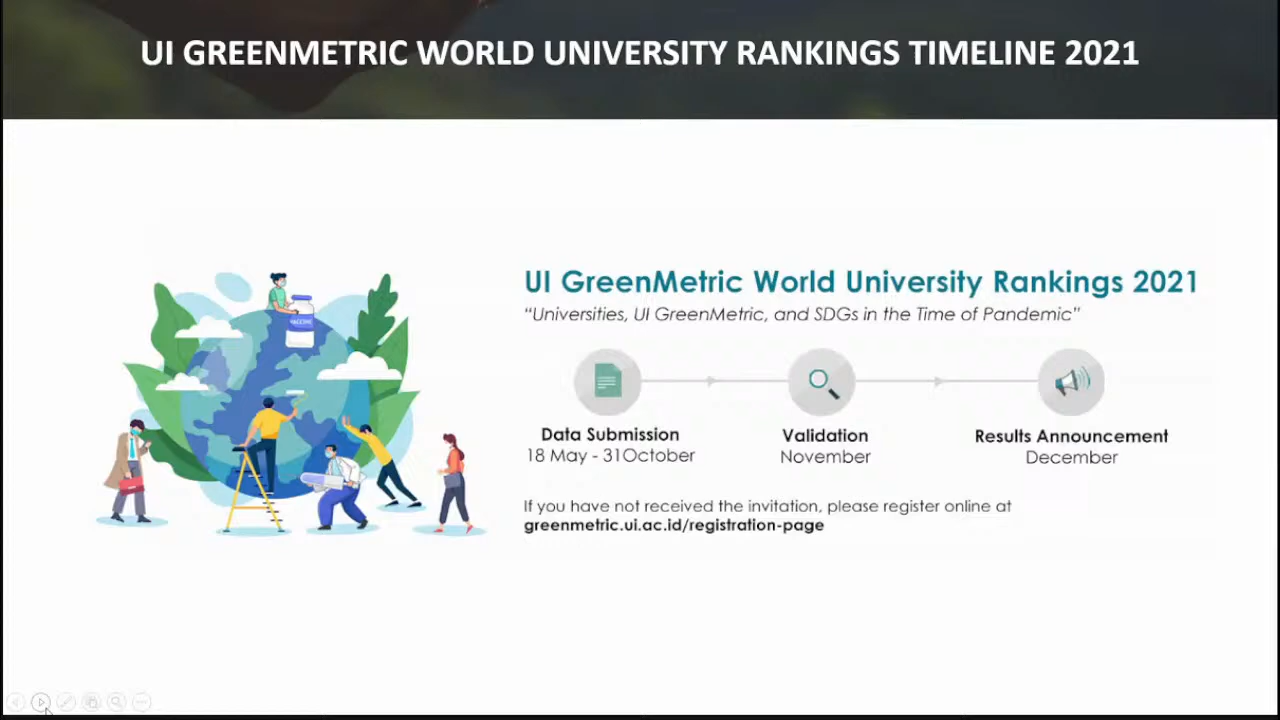 UI GREENMETRIC WORLD UNIVERSITY RANKINGS TIMELINE 2021
UI GreenMetric World University Rankings 2021
“Universities, UI GreenMetric, and SDGs in the Time of Pandemic”
VACCINE
Data Submission
18 May - 31October
Validation
November
Results Announcement
December
If you have not received the invitation, please register online at
greenmetric.ui.ac.id/registration-page